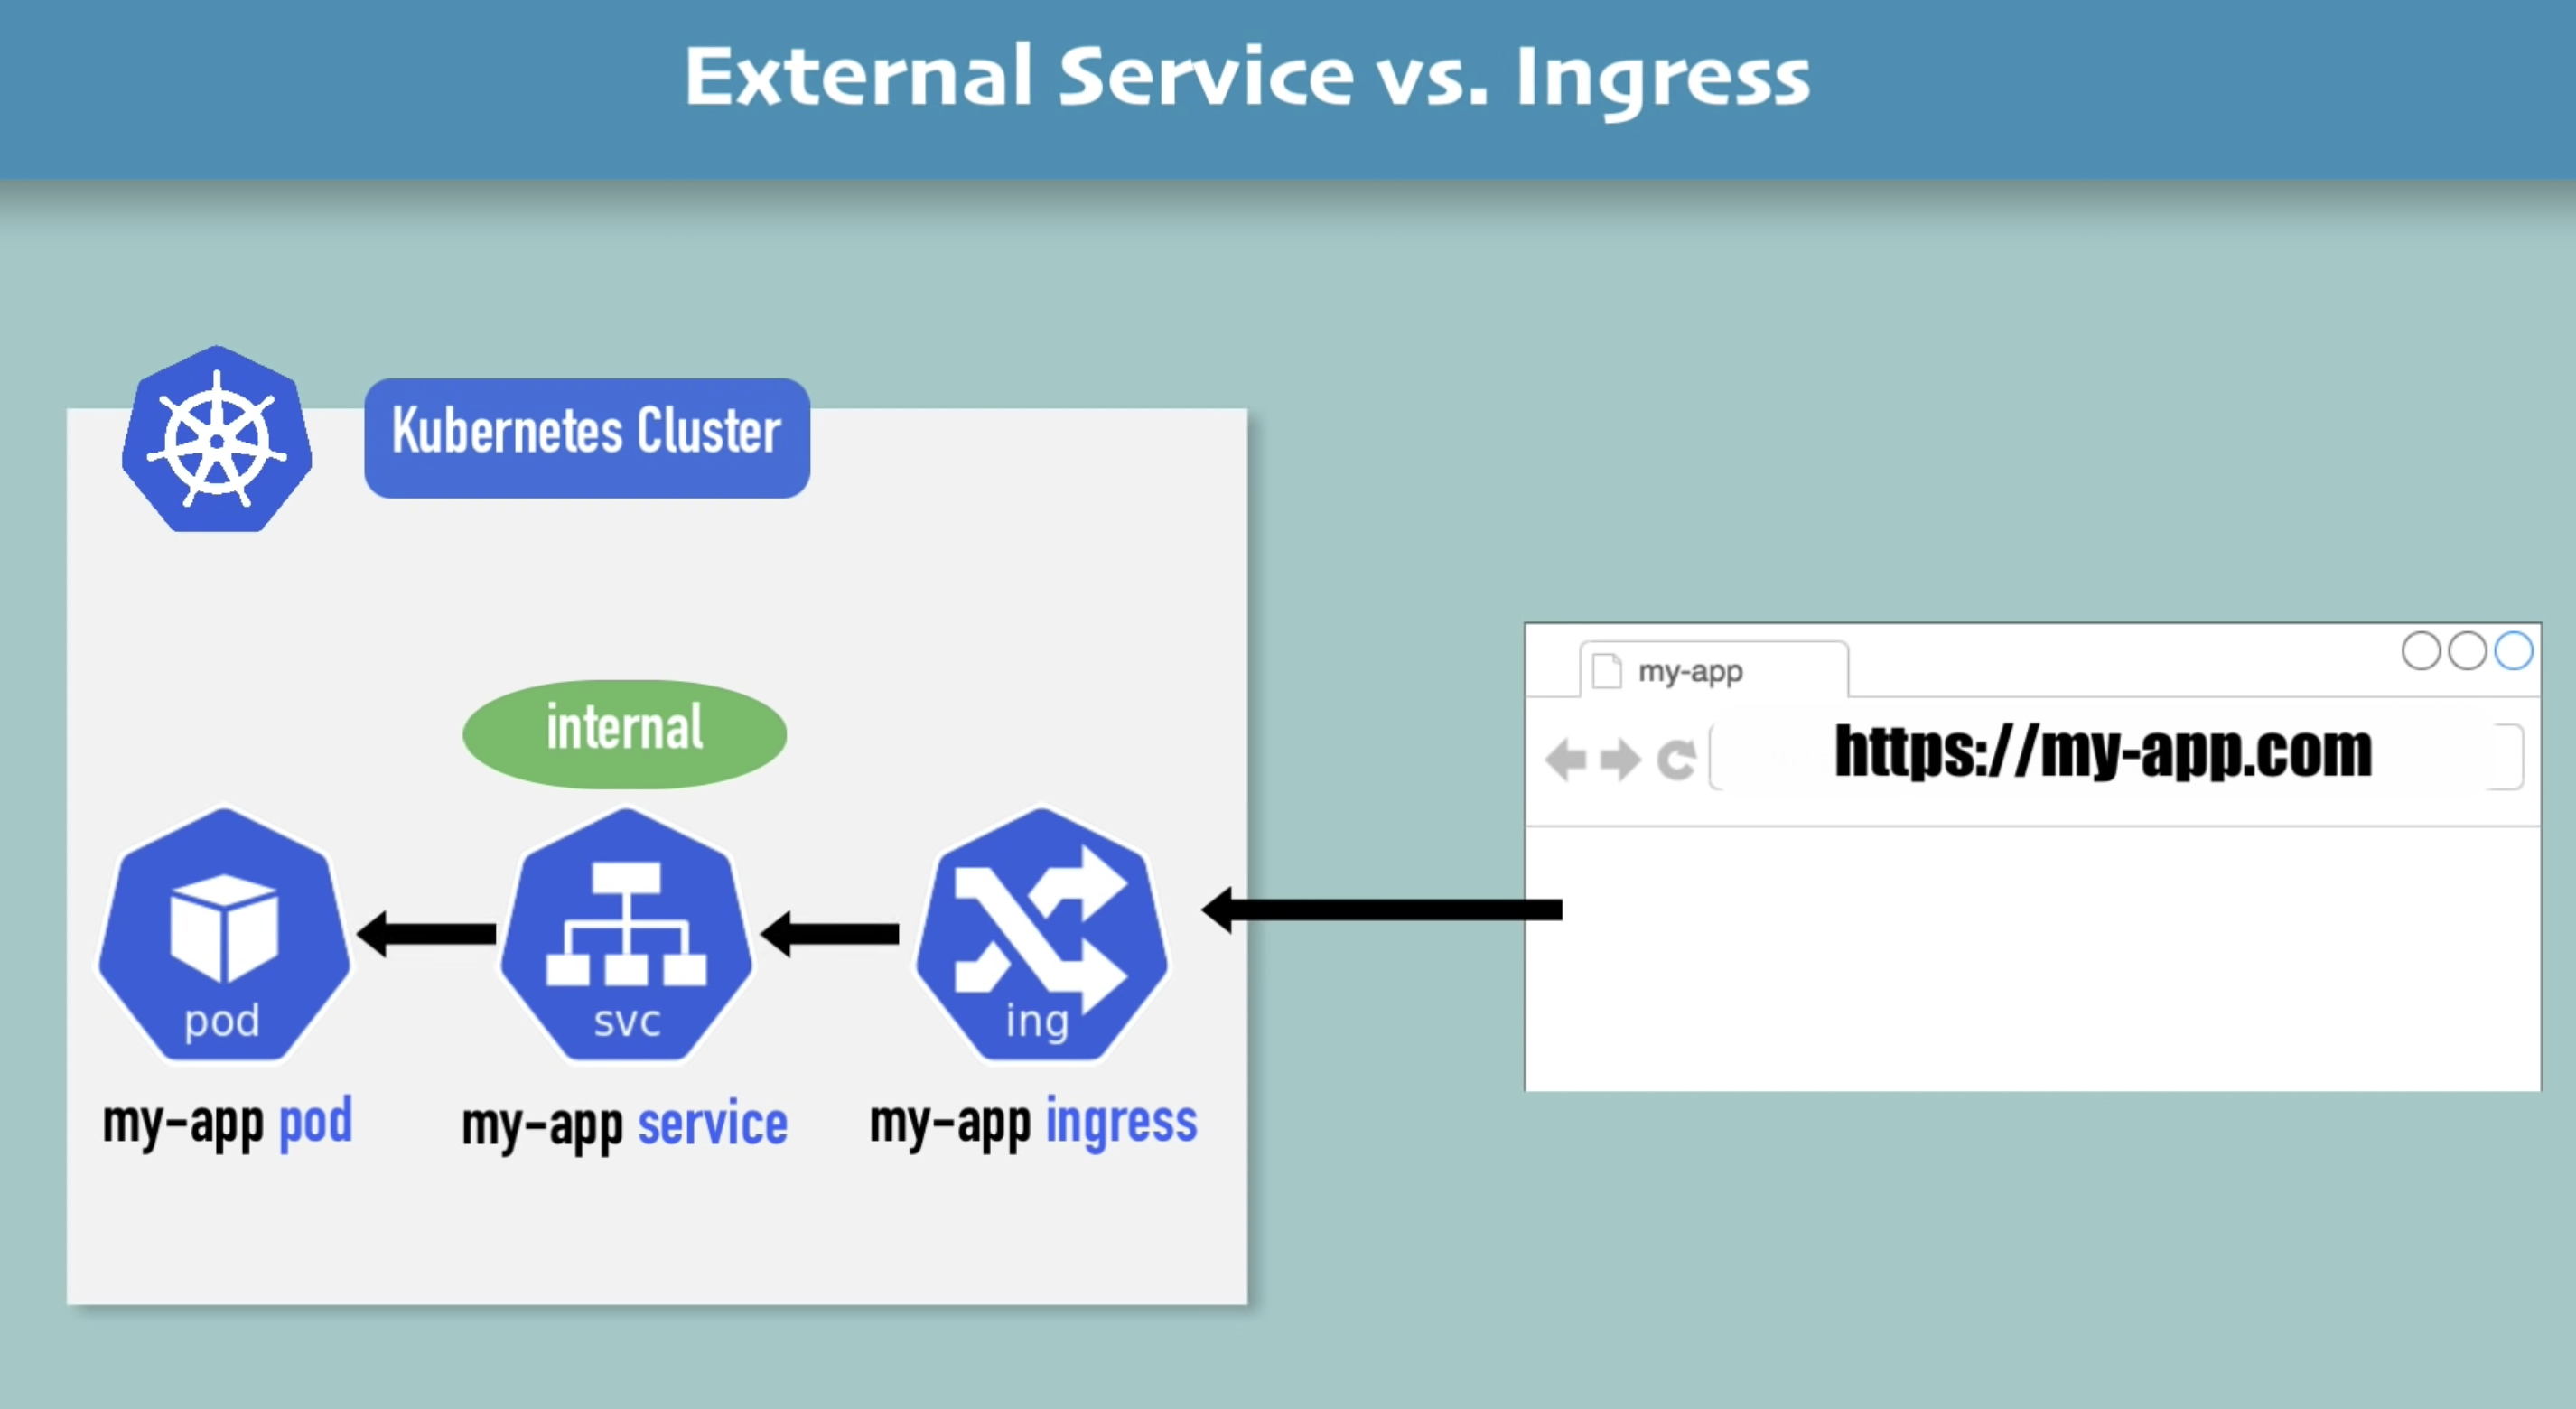 External Service vs. Ingress
Kubernetes Cluster
my-app
https://my-app.com
internal
pod
svc
ing
my-app pod
my-app service
my-app ingress